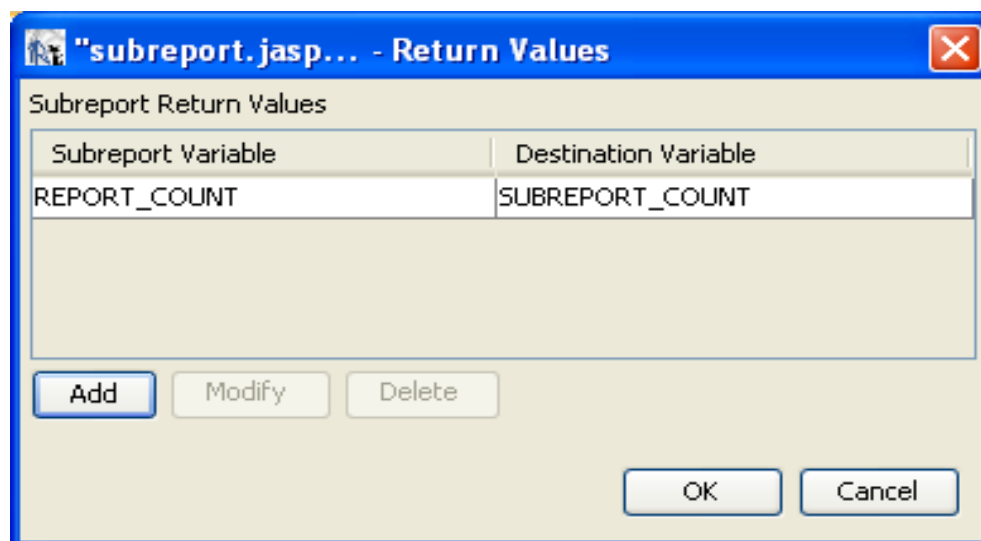 "subreport.jasp... - Return Values
Subreport Return Values
Subreport Variable Destination Variable
REPORT_COUNT SUBREPORT_COUNT
Add Modify Delete
OK Cancel